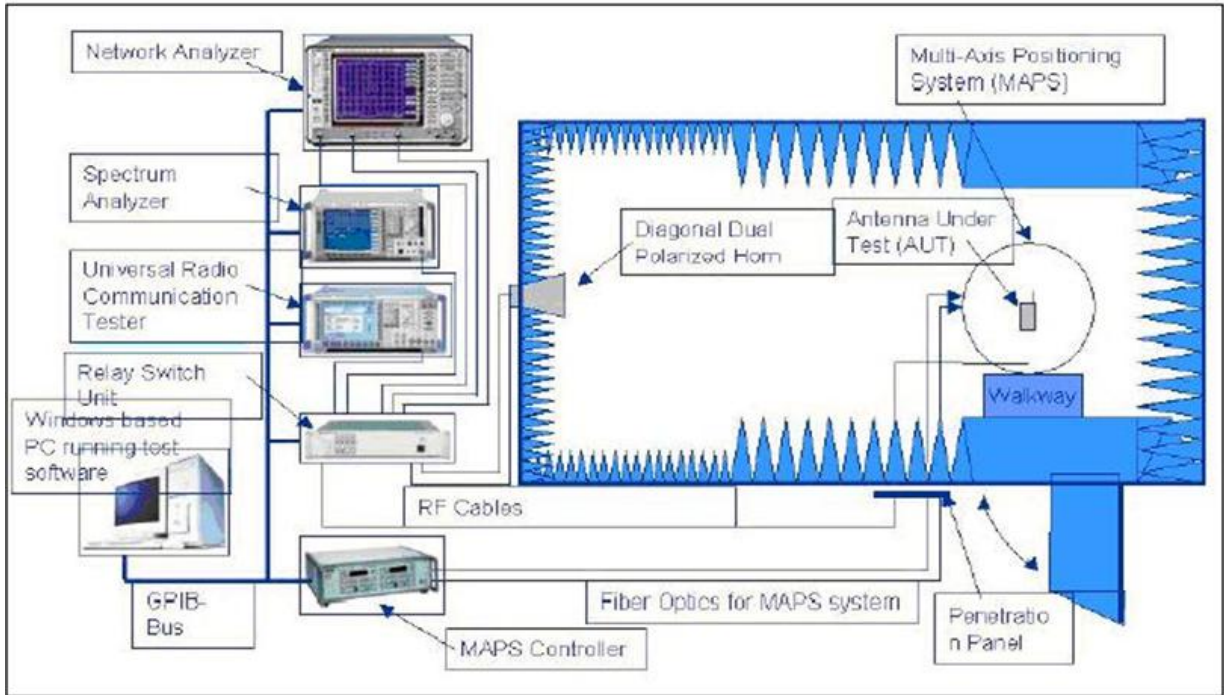 Network Analyzer
Multi-Axis Positioning
System (MAPS)
Spectrum
Analyzer
Diagonal Dual
Polarized Horn
Antenna Under
Test (AUT)
Universal Radio
Communication
Tester
Relay Switch
Unit
Walkway
Windows based
PC running test
software
RF Cables
GPIB-
Bus
Fiber Optics for MAPS system
Penetratio
n Panel
MAPS Controller